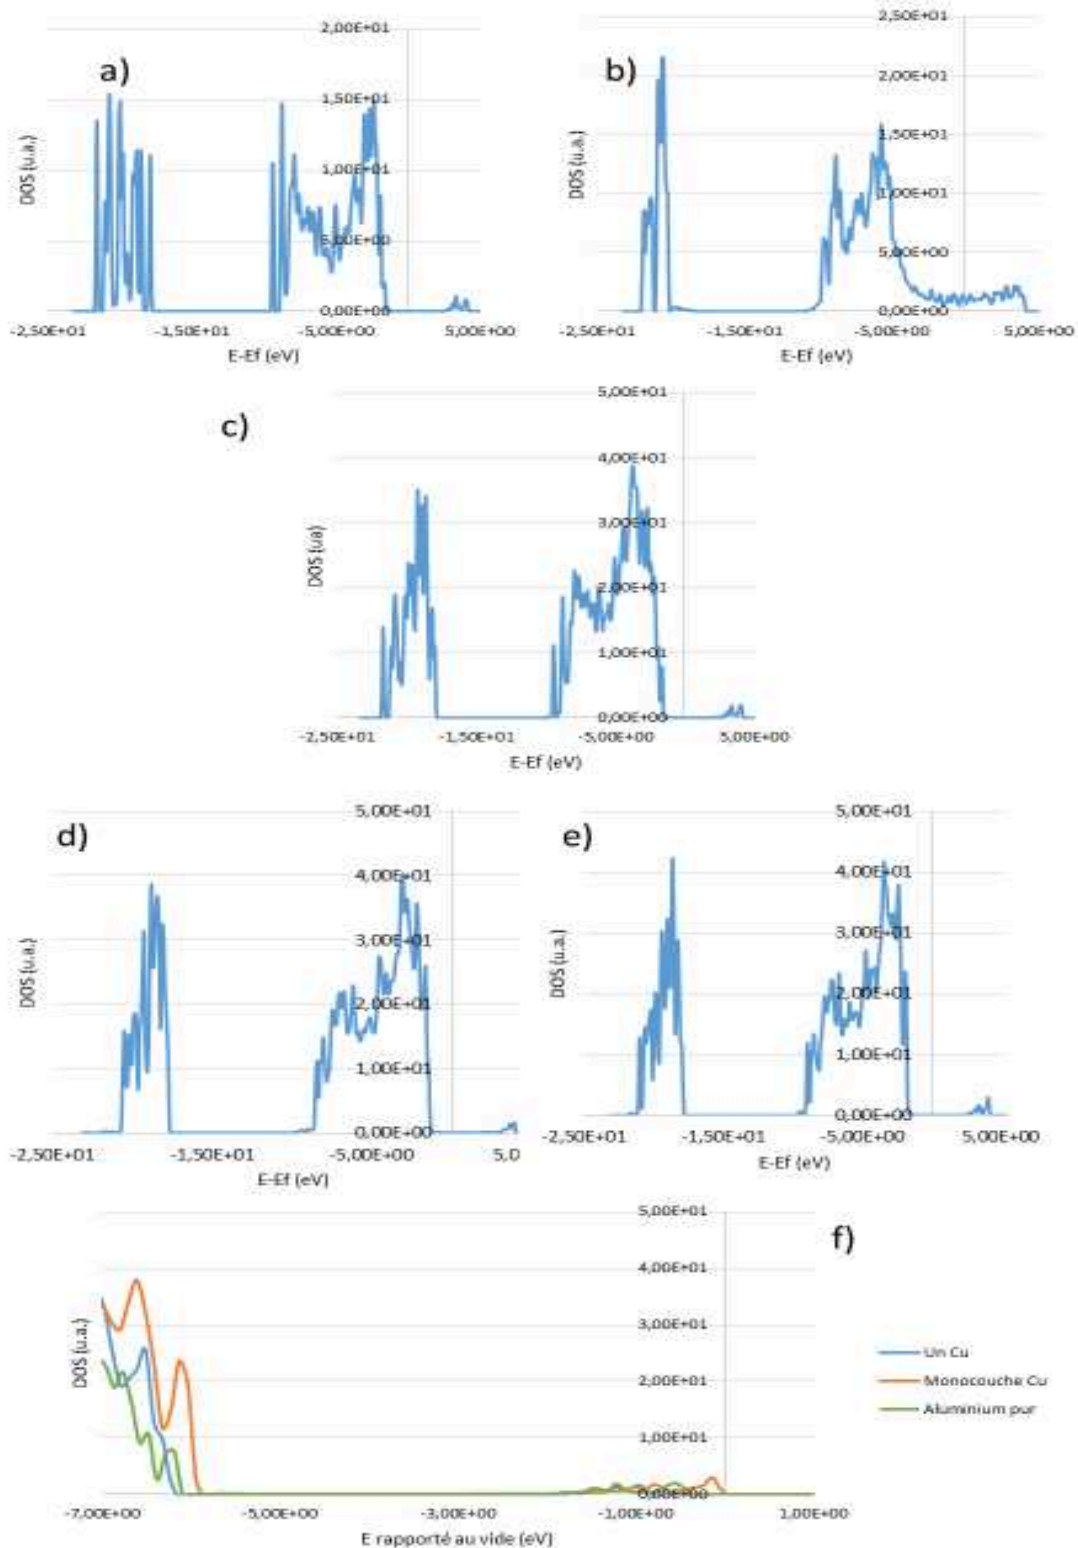 a)
2,00E+01
1,50E+01
1,00E+01
5,00E+00
0,00E+00
DOS (u.a.)
-2,50E+01 -1,50E+01 -5,00E+00 5,00E+00
E-Ef (eV)
b)
2,50E+01
2,00E+01
1,50E+01
1,00E+01
5,00E+00
0,00E+00
DOS (u.a.)
-2,50E+01 -1,50E+01 -5,00E+00 5,00E+00
E-Ef (eV)
c)
5,00E+01
4,00E+01
3,00E+01
2,00E+01
1,00E+01
0,00E+00
DOS (ua)
-2,50E+01 -1,50E+01 -5,00E+00 5,00E+00
E-Ef (eV)
d)
5,00E+01
4,00E+01
3,00E+01
2,00E+01
1,00E+01
0,00E+00
DOS (u.a.)
-2,50E+01 -1,50E+01 -5,00E+00 5,0
E-Ef (eV)
e)
5,00E+01
4,00E+01
3,00E+01
2,00E+01
1,00E+01
0,00E+00
DOS (u.a.)
-2,50E+01 -1,50E+01 -5,00E+00 5,00E+00
E-Ef (eV)
f)
5,00E+01
4,00E+01
3,00E+01
2,00E+01
1,00E+01
0,00E+00
DOS (u.a.)
-7,00E+00 -5,00E+00 -3,00E+00 -1,00E+00 1,00E+00
E rapporté au vide (eV)
Un Cu
Monocouche Cu
Aluminium pur